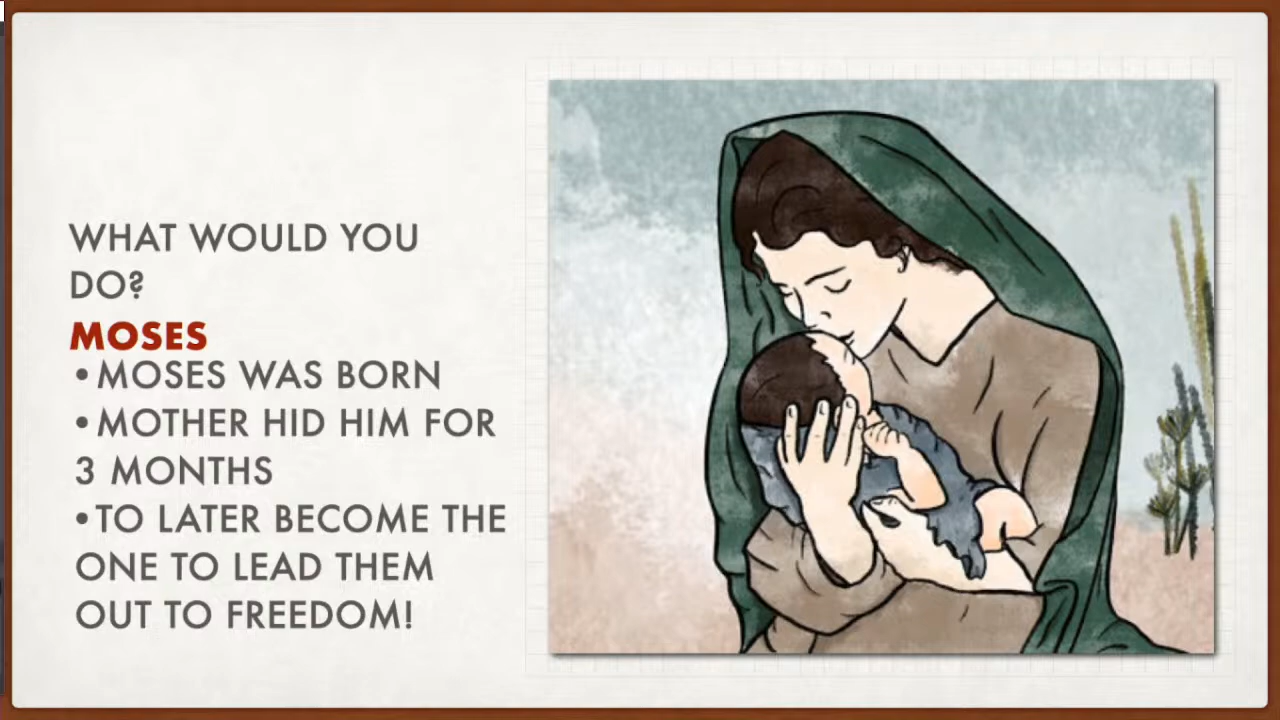 WHAT WOULD YOU
DO?
MOSES
•MOSES WAS BORN
•MOTHER HID HIM FOR
3 MONTHS
•TO LATER BECOME THE
ONE TO LEAD THEM
OUT TO FREEDOM!